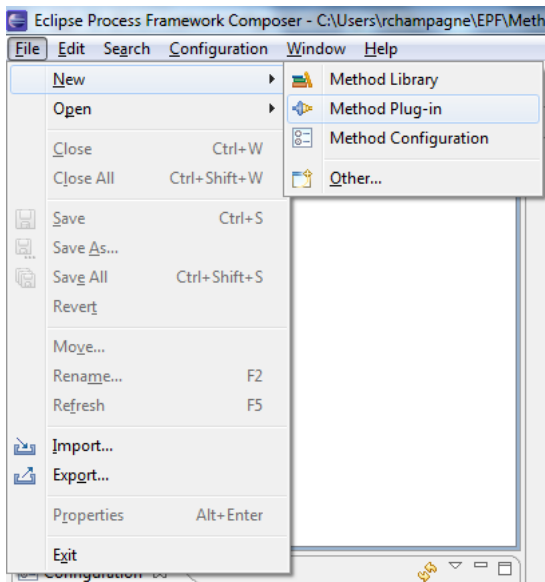 Eclipse Process Framework Composer - C:\Users\rchampagne\EPF\Meth
File Edit Search Configuration Window Help
New
Method Library
Open
Method Plug-in
Method Configuration
Close Ctrl+W
Close All Ctrl+Shift+W
Other...
Save Ctrl+S
Save As...
Save All Ctrl+Shift+S
Revert
Move...
Rename... F2
Refresh F5
Import...
Export...
Properties Alt+Enter
Exit
Configuration